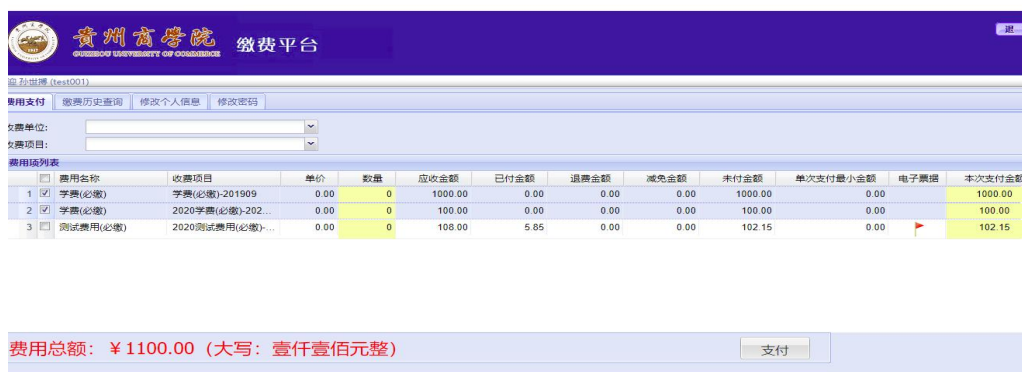 贵州商学院 缴费平台
GUIZHOU UNIVERSITY OF COMMERCE
退
迎 孙世搏 (test001)
费用支付 缴费历史查询 修改个人信息 修改密码
收费单位:
收费项目:
费用项列表
费用名称 收费项目 单价 数量 应收金额 已付金额 退费金额 减免金额 未付金额 单次支付最小金额 电子票据 本次支付金额
1 学费(必缴) 学费(必缴)-201909 0.00 0 1000.00 0.00 0.00 0.00 1000.00 0.00 1000.00
2 学费(必缴) 2020学费(必缴)-202... 0.00 0 100.00 0.00 0.00 0.00 100.00 0.00 100.00
3 测试费用(必缴) 2020测试费用(必缴)-... 0.00 0 108.00 5.85 0.00 0.00 102.15 0.00 102.15
费用总额：￥1100.00（大写：壹仟壹佰元整） 支付